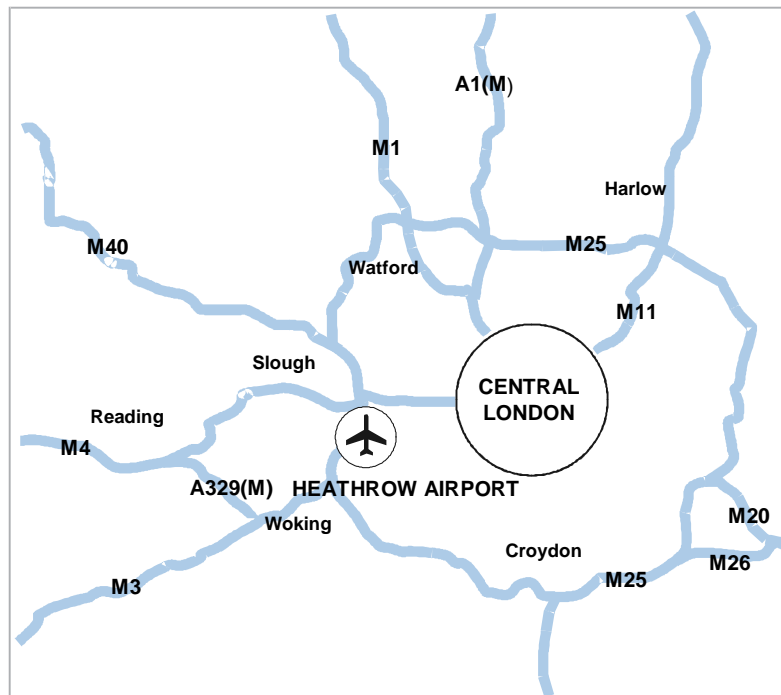 A1(M)
M1
Harlow
M40
M25
Watford
M11
Slough
CENTRAL
LONDON
Reading
M4
A329(M)
HEATHROW AIRPORT
Woking
M20
Croydon
M26
M3
M25